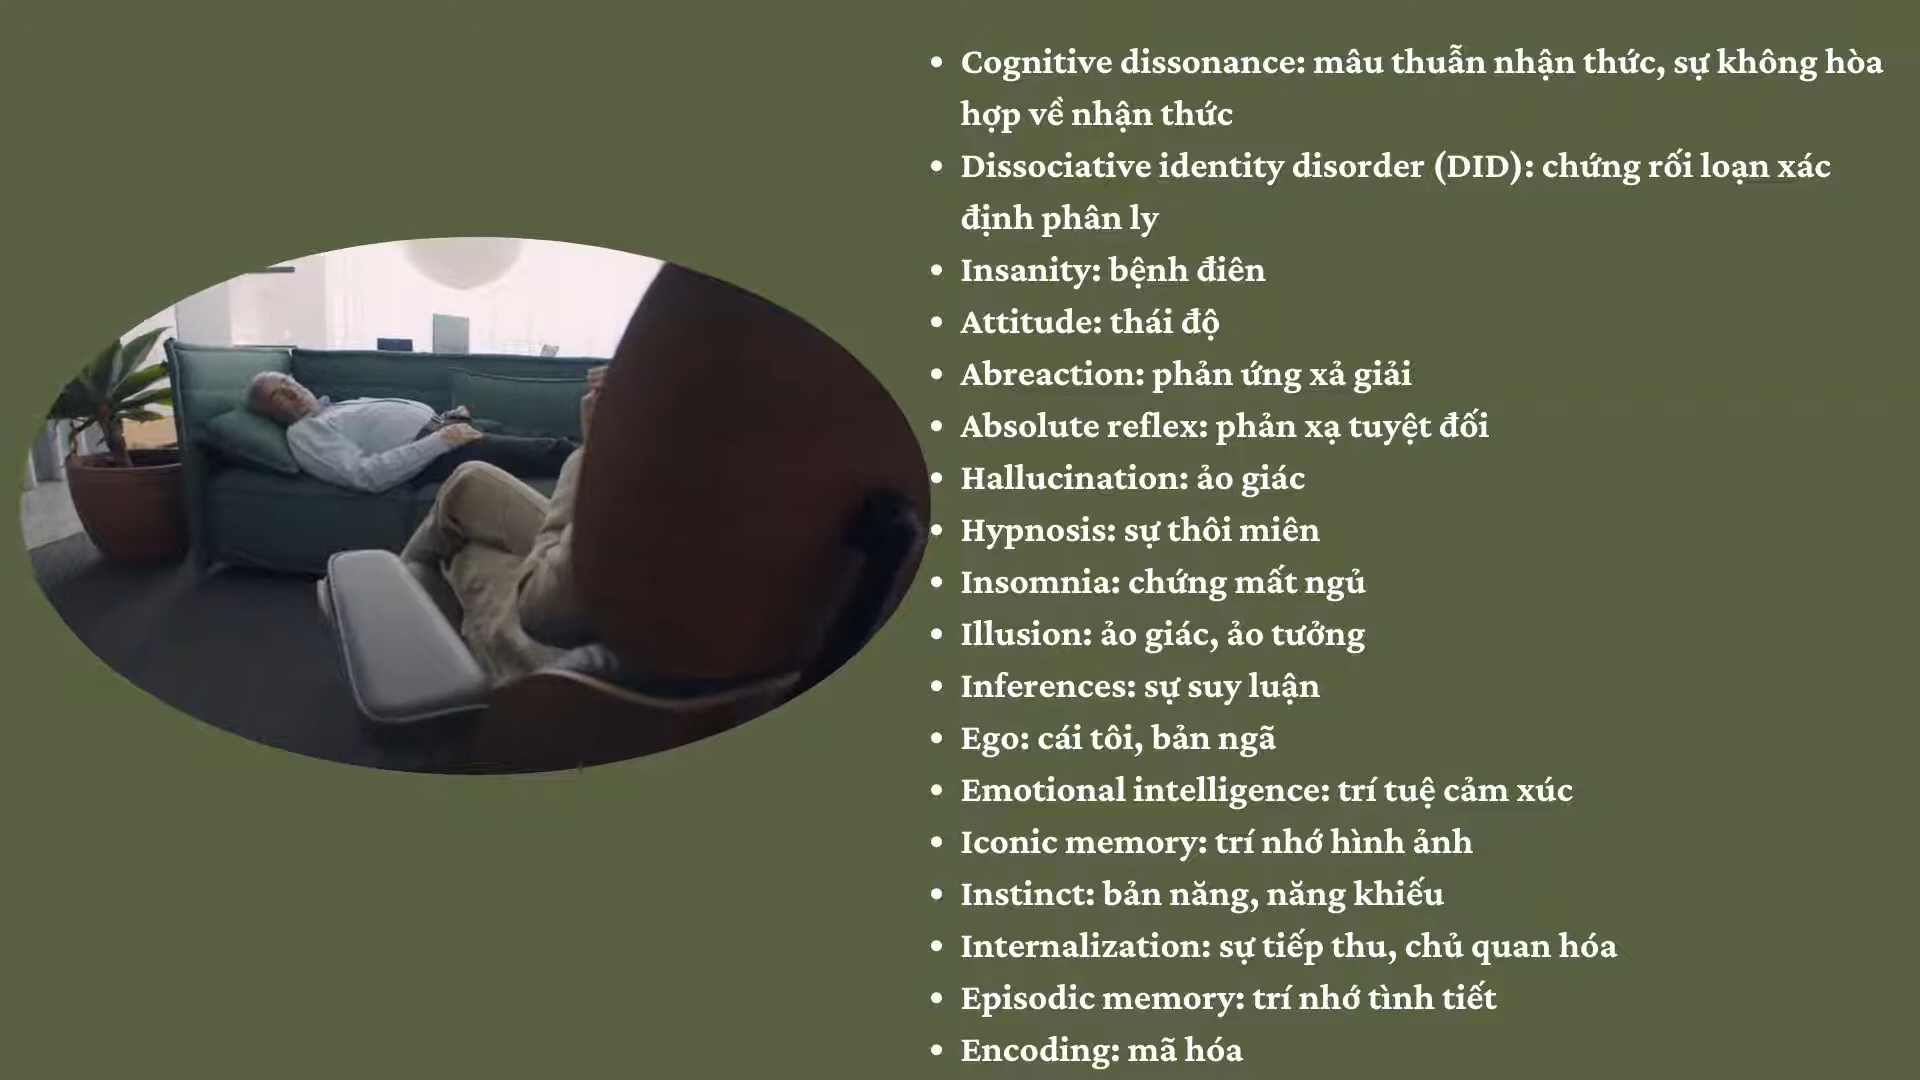 • Cognitive dissonance: mâu thuẫn nhận thức, sự không hòa
hợp về nhận thức
• Dissociative identity disorder (DID): chứng rối loạn xác
định phân ly
• Insanity: bệnh điên
• Attitude: thái độ
• Abreaction: phản ứng xả giải
• Absolute reflex: phản xạ tuyệt đối
• Hallucination: ảo giác
• Hypnosis: sự thôi miên
• Insomnia: chứng mất ngủ
• Illusion: ảo giác, ảo tưởng
• Inferences: sự suy luận
• Ego: cái tôi, bản ngã
• Emotional intelligence: trí tuệ cảm xúc
• Iconic memory: trí nhớ hình ảnh
• Instinct: bản năng, năng khiếu
• Internalization: sự tiếp thu, chủ quan hóa
• Episodic memory: trí nhớ tình tiết
• Encoding: mã hóa